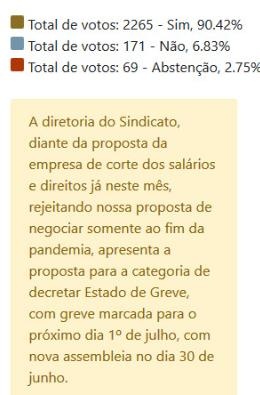 Total de votos: 2265 - Sim, 90.42%
Total de votos: 171 - Não, 6.83%
Total de votos: 69 - Abstenção, 2.75%
A diretoria do Sindicato,
diante da proposta da
empresa de corte dos salários
e direitos já neste mês,
rejeitando nossa proposta de
negociar somente ao fim da
pandemia, apresenta a
proposta para a categoria de
decretar Estado de Greve,
com greve marcada para o
próximo dia 1º de julho, com
nova assembleia no dia 30 de
junho.